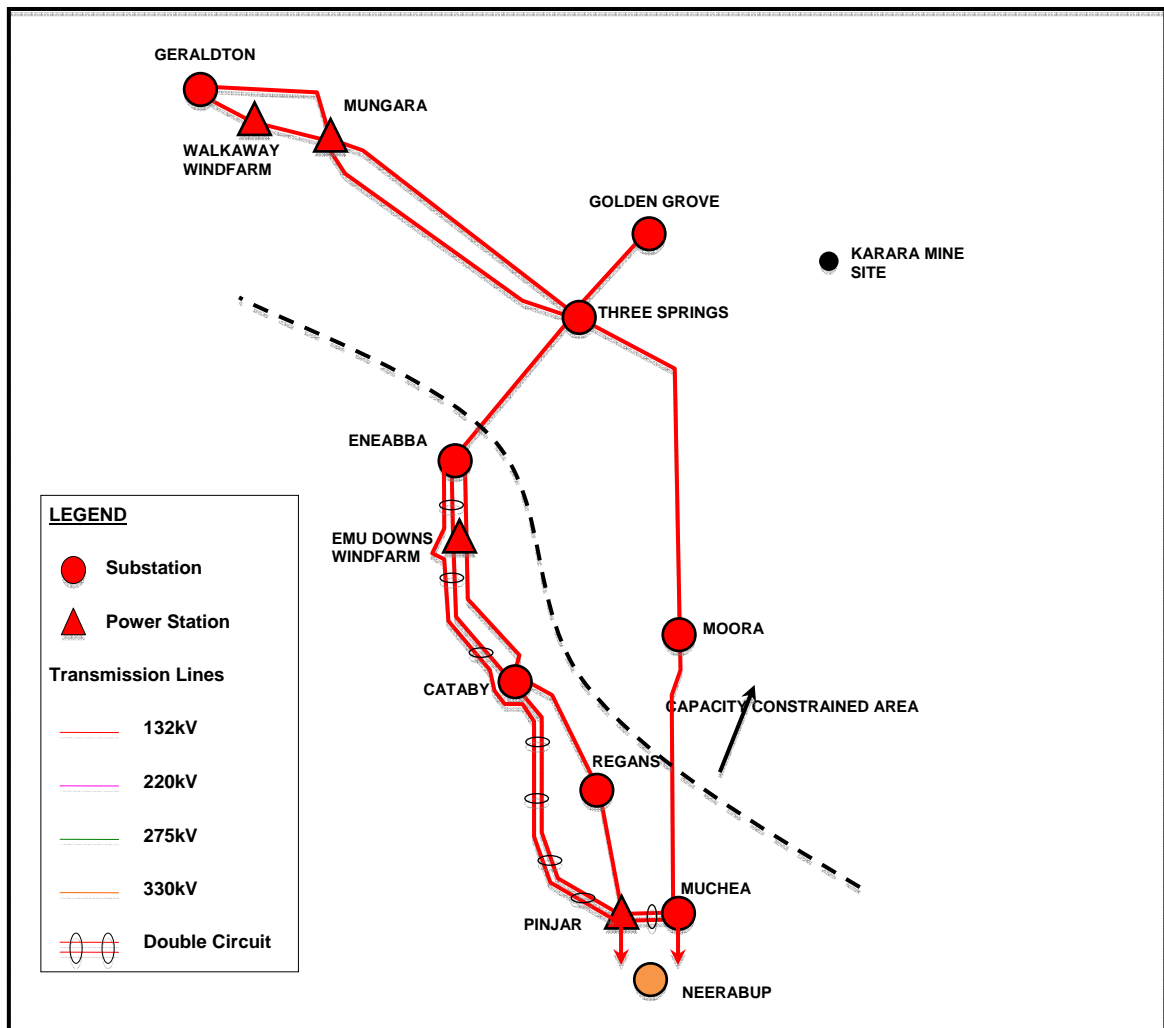 GERALDTON
MUNGARA
WALKAWAY
WINDFARM
GOLDEN GROVE
KARARA MINE
SITE
THREE SPRINGS
ENEABBA
LEGEND
EMU DOWNS
WINDFARM
Substation
Power Station
MOORA
Transmission Lines
CATABY
CAPACITY CONSTRAINED AREA
132kV
REGANS
220kV
275kV
330kV
MUCHEA
PINJAR
Double Circuit
NEERABUP